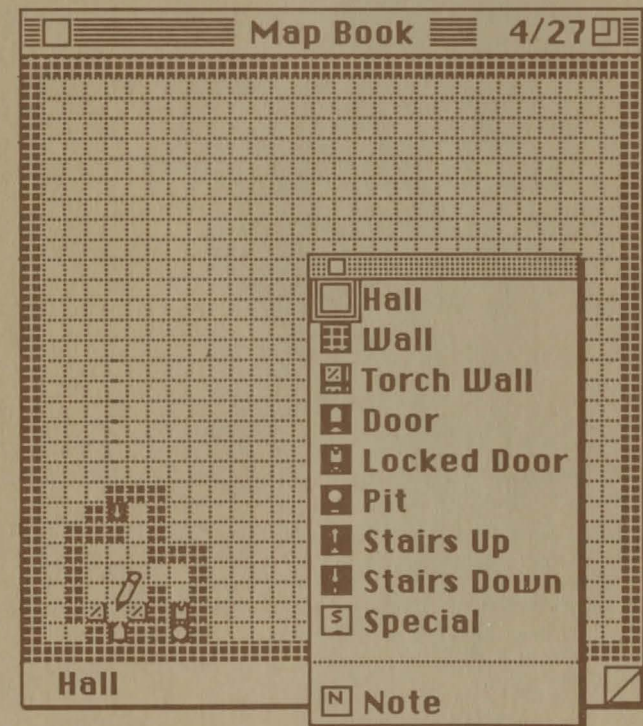 Map Book 4/27
Hall
Wall
Torch Wall
Door
Locked Door
Pit
Stairs Up
Stairs Down
S Special
N Note
Hall